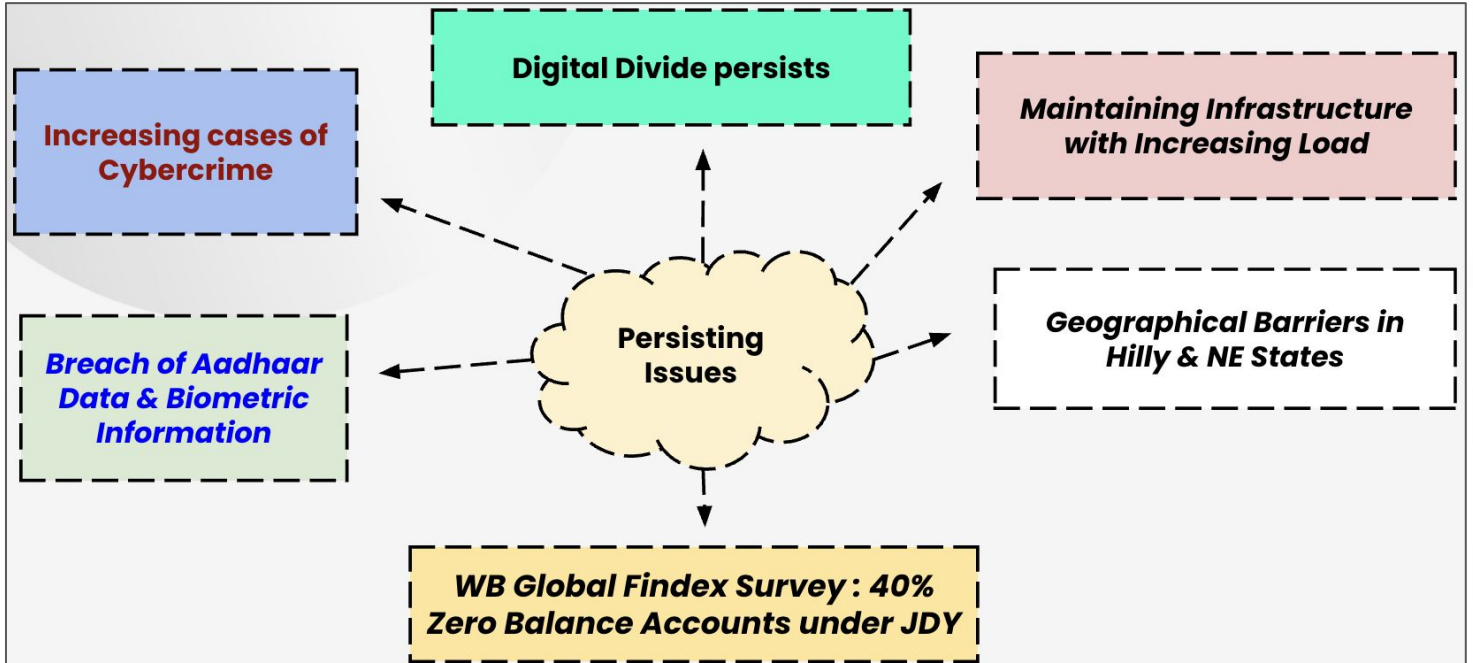 Digital Divide persists
Increasing cases of
Cybercrime
Maintaining Infrastructure
with Increasing Load
Persisting
Issues
Geographical Barriers in
Hilly & NE States
Breach of Aadhaar
Data & Biometric
Information
WB Global Findex Survey : 40%
Zero Balance Accounts under JDY